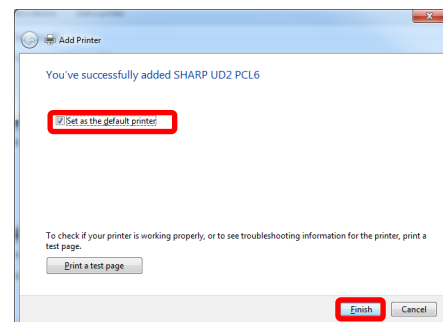 Add Printer
You've successfully added SHARP UD2 PCL6
Set as the default printer
To check if your printer is working properly, or to see troubleshooting information for the printer, print a
test page.
Print a test page
Finish Cancel